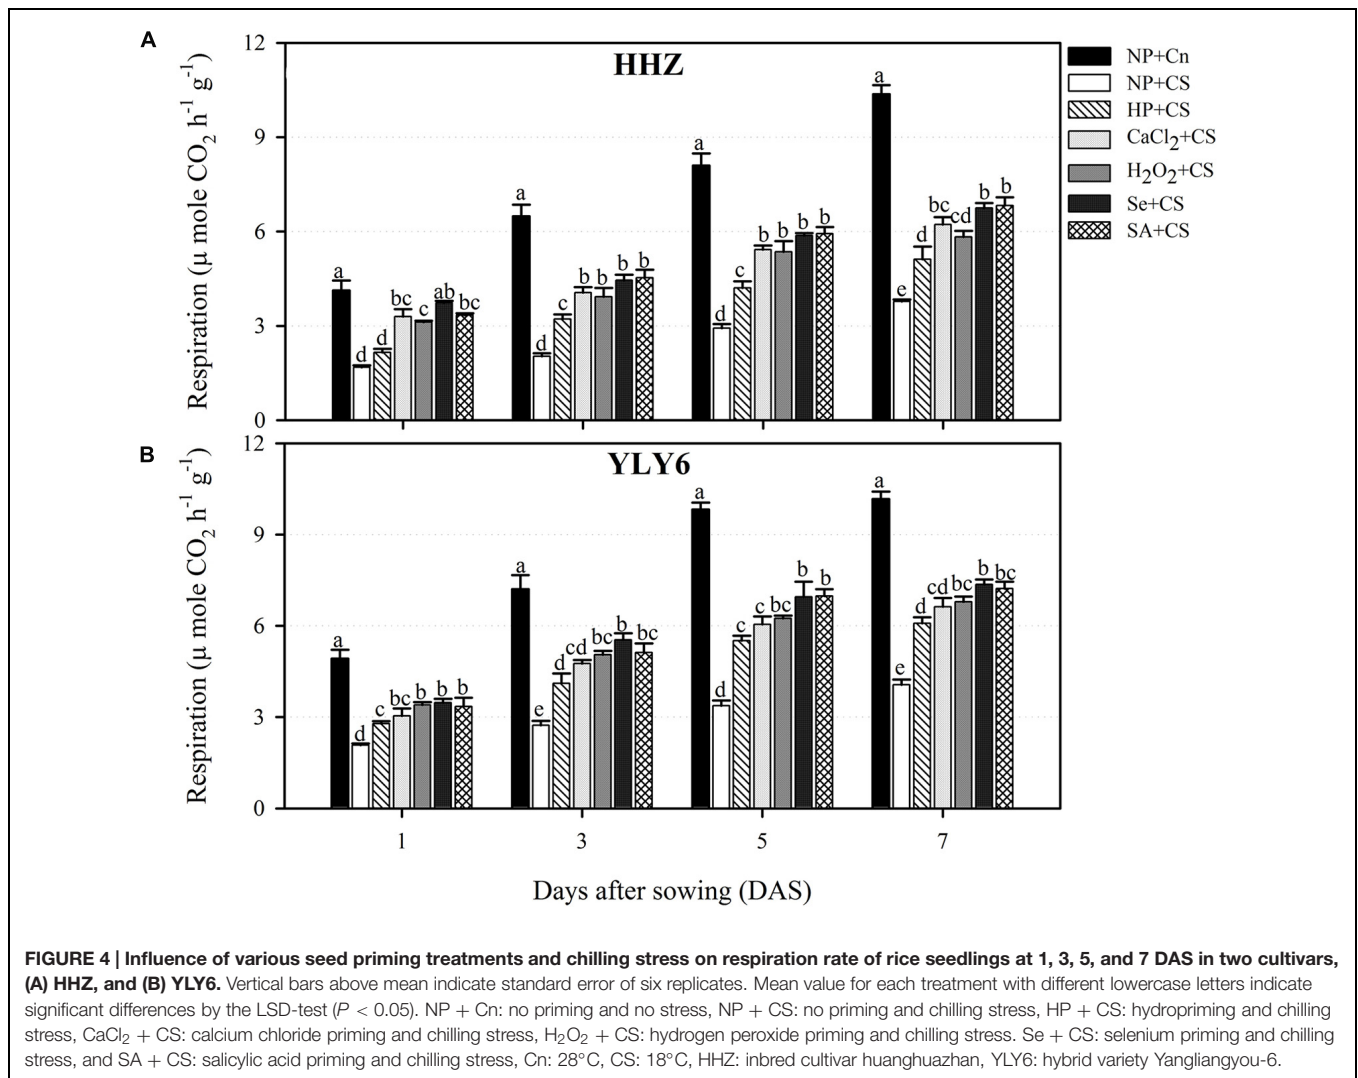 A
HHZ
Respiration (μ mole CO2 h-1 g-1)
12
9
6
3
0
a
d
d
bc
c
ab
bc
a
d
c
b
b
b
b
a
d
c
b
b
b
b
a
e
d
bc
cd
b
b
NP+Cn
NP+CS
HP+CS
CaCl2+CS
H2O2+CS
Se+CS
SA+CS
B
YLY6
Respiration (μ mole CO2 h-1 g-1)
12
9
6
3
0
a
d
c
bc
b
b
b
a
e
d
cd
bc
b
bc
a
d
c
c
bc
b
b
a
e
d
cd
bc
b
bc
1 3 5 7
Days after sowing (DAS)
FIGURE 4 | Influence of various seed priming treatments and chilling stress on respiration rate of rice seedlings at 1, 3, 5, and 7 DAS in two cultivars,
(A) HHZ, and (B) YLY6. Vertical bars above mean indicate standard error of six replicates. Mean value for each treatment with different lowercase letters indicate
significant differences by the LSD-test (P < 0.05). NP + Cn: no priming and no stress, NP + CS: no priming and chilling stress, HP + CS: hydropriming and chilling
stress, CaCl2 + CS: calcium chloride priming and chilling stress, H2O2 + CS: hydrogen peroxide priming and chilling stress. Se + CS: selenium priming and chilling
stress, and SA + CS: salicylic acid priming and chilling stress, Cn: 28°C, CS: 18°C, HHZ: inbred cultivar huanghuazhan, YLY6: hybrid variety Yangliangyou-6.